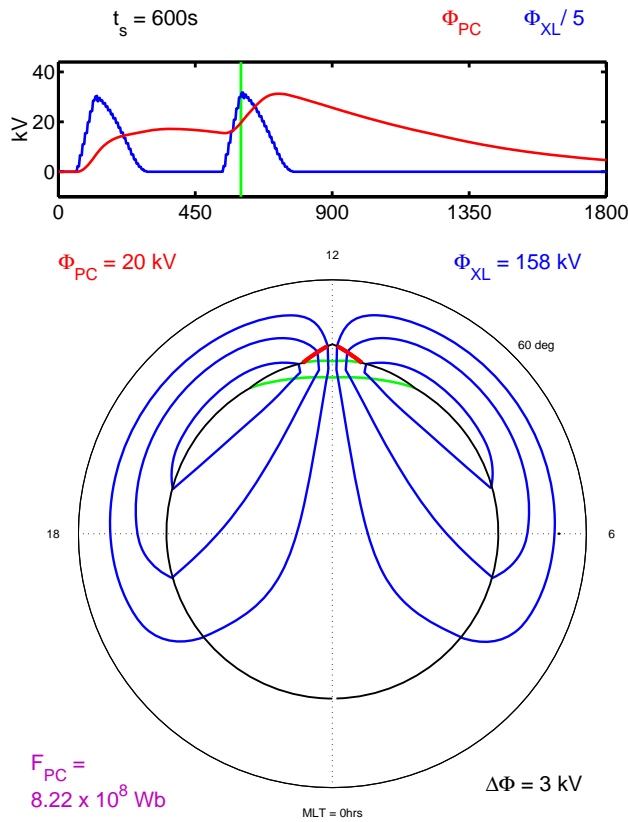 t_s = 600s
Φ_PC Φ_XL/ 5
40
20
0
kV
0 450 900 1350 1800
Φ_PC = 20 kV
12
Φ_XL = 158 kV
60 deg
18
6
F_PC =
8.22 x 10^8 Wb
ΔΦ = 3 kV
MLT = 0hrs